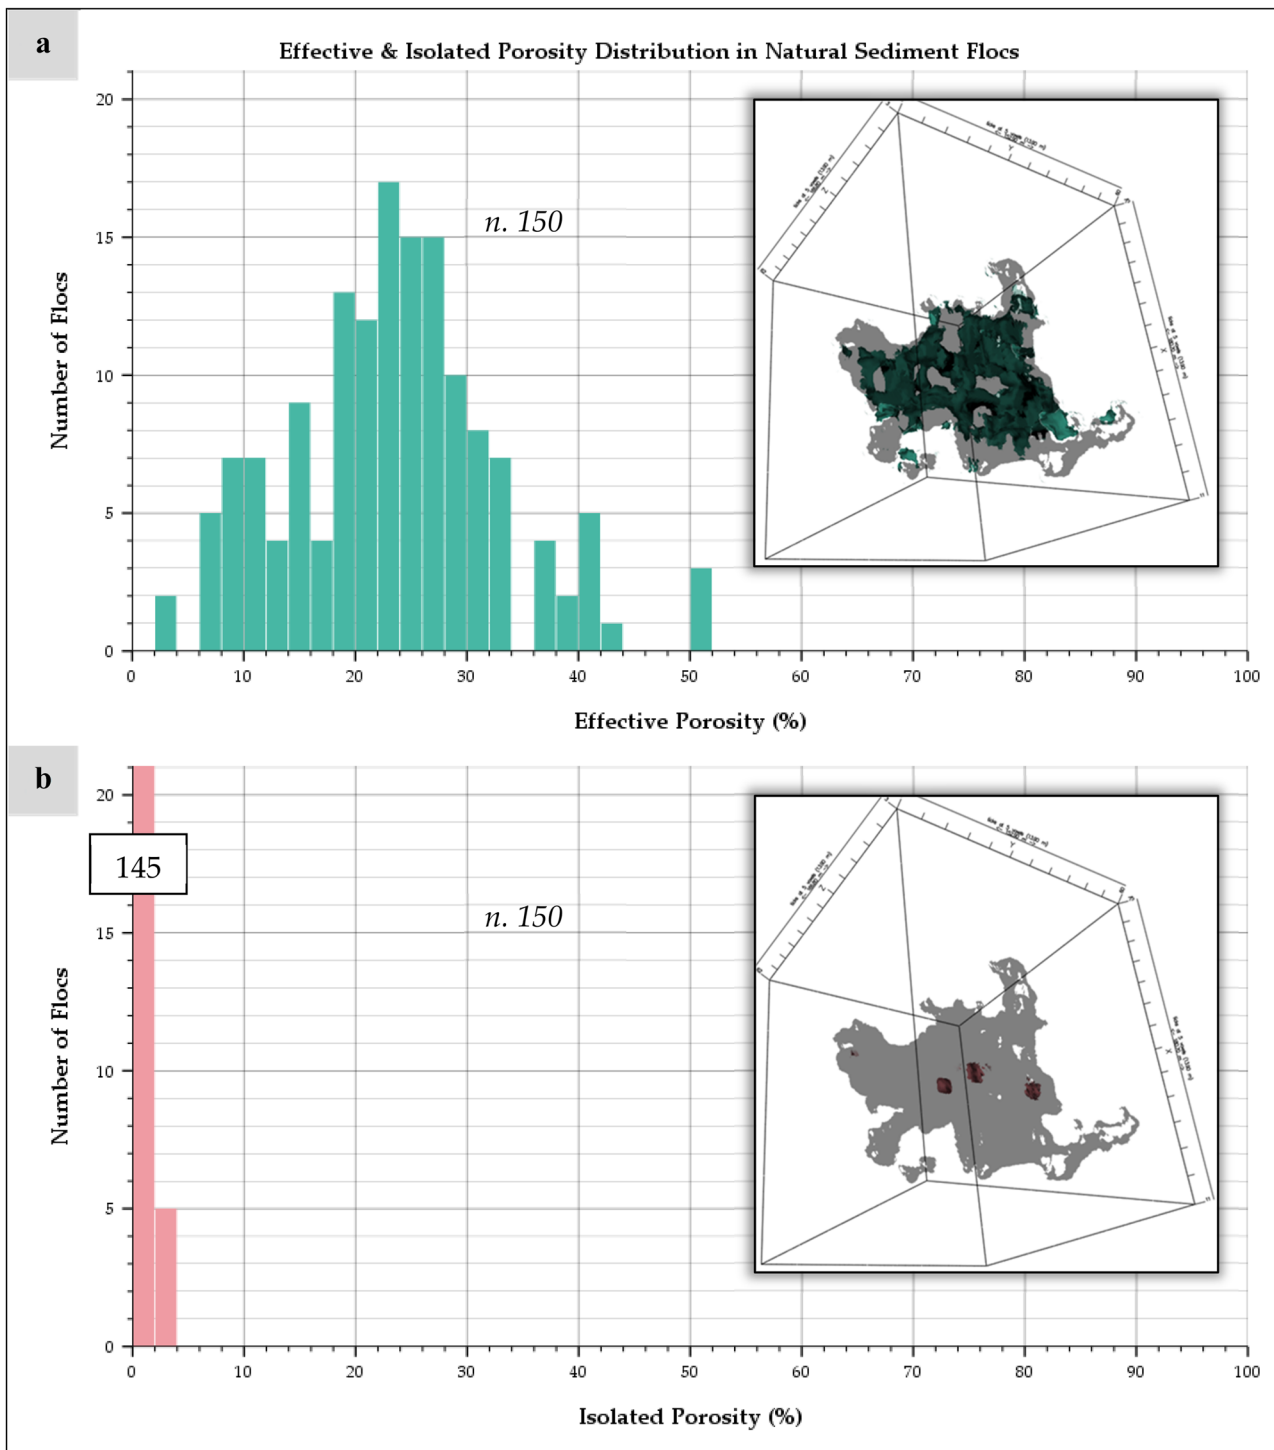 a
Effective & Isolated Porosity Distribution in Natural Sediment Flocs
20
15
10
5
0
Number of Flocs
n. 150
Z
Y
X
0 10 20 30 40 50 60 70 80 90 100
Effective Porosity (%)
b
20
15
10
5
0
145
Number of Flocs
n. 150
Z
Y
X
0 10 20 30 40 50 60 70 80 90 100
Isolated Porosity (%)